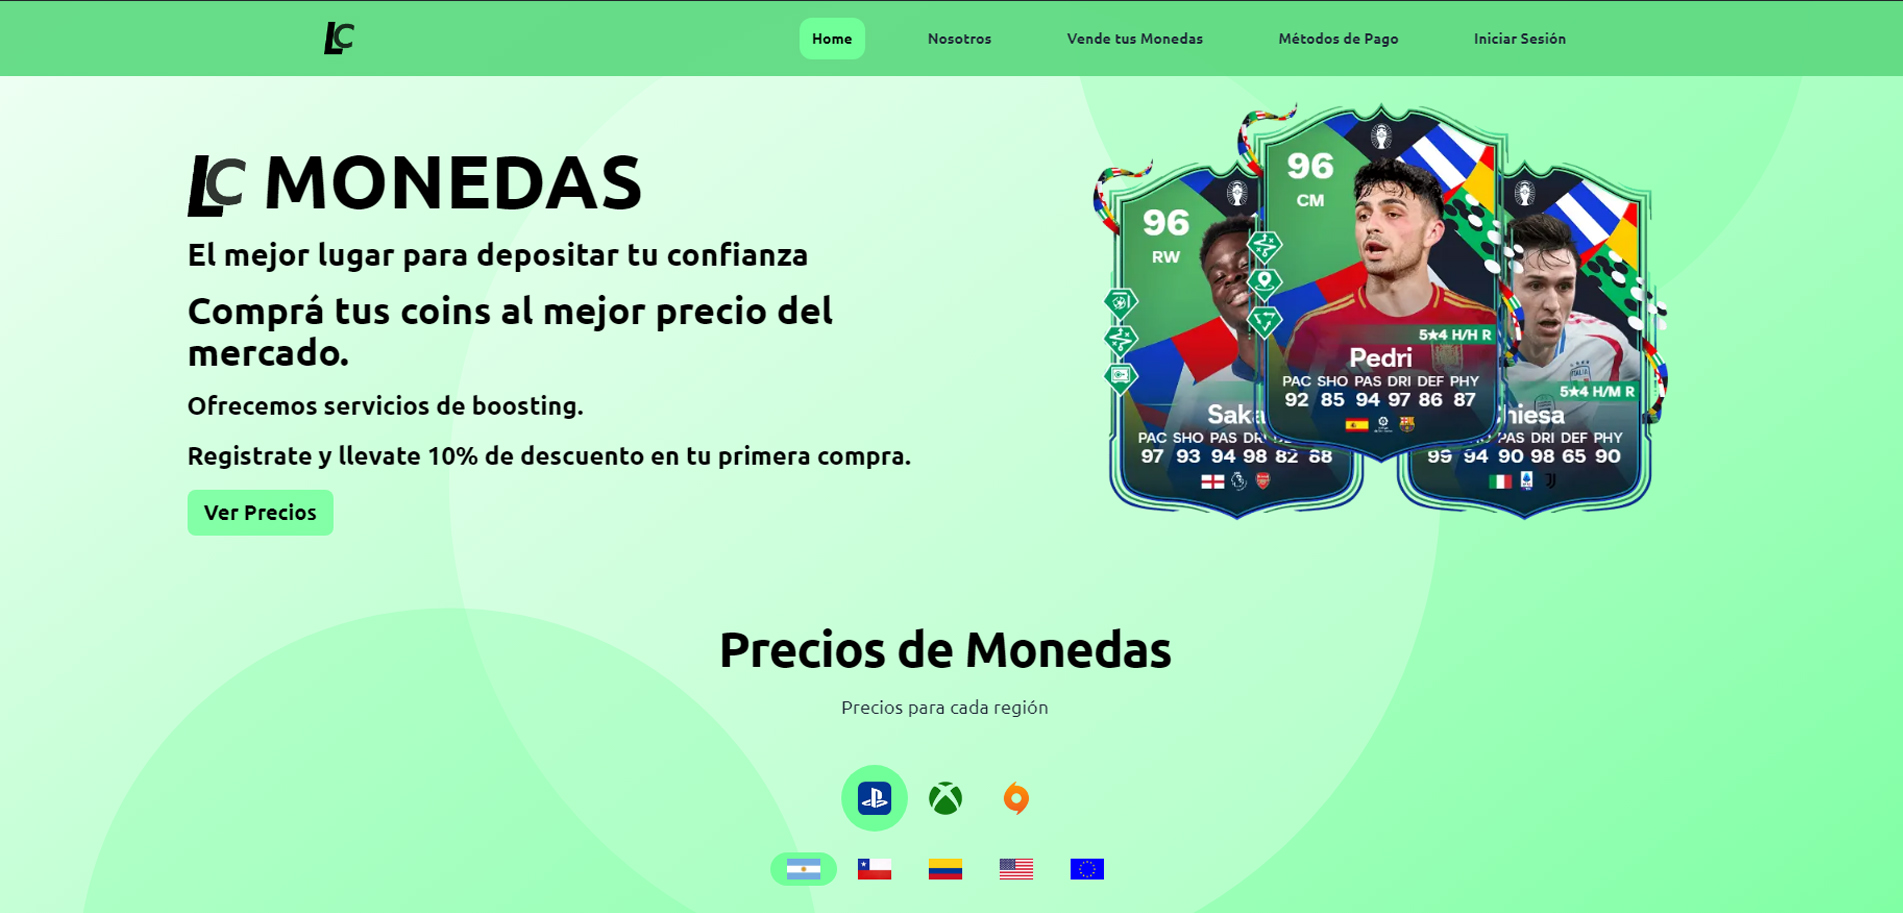 LC
Home
Nosotros
Vende tus Monedas
Métodos de Pago
Iniciar Sesión
LC MONEDAS
El mejor lugar para depositar tu confianza
Comprá tus coins al mejor precio del
mercado.
Ofrecemos servicios de boosting.
Registrate y llevate 10% de descuento en tu primera compra.
Ver Precios
96
RW
Saka
PAC SHO PAS DRI DEF PHY
97 93 94 98 82 88
96
CM
5★4 H/H R
Pedri
PAC SHO PAS DRI DEF PHY
92 85 94 97 86 87
5★4 H/M R
Chiesa
PAS DRI DEF PHY
99 94 90 98 65 90
Precios de Monedas
Precios para cada región